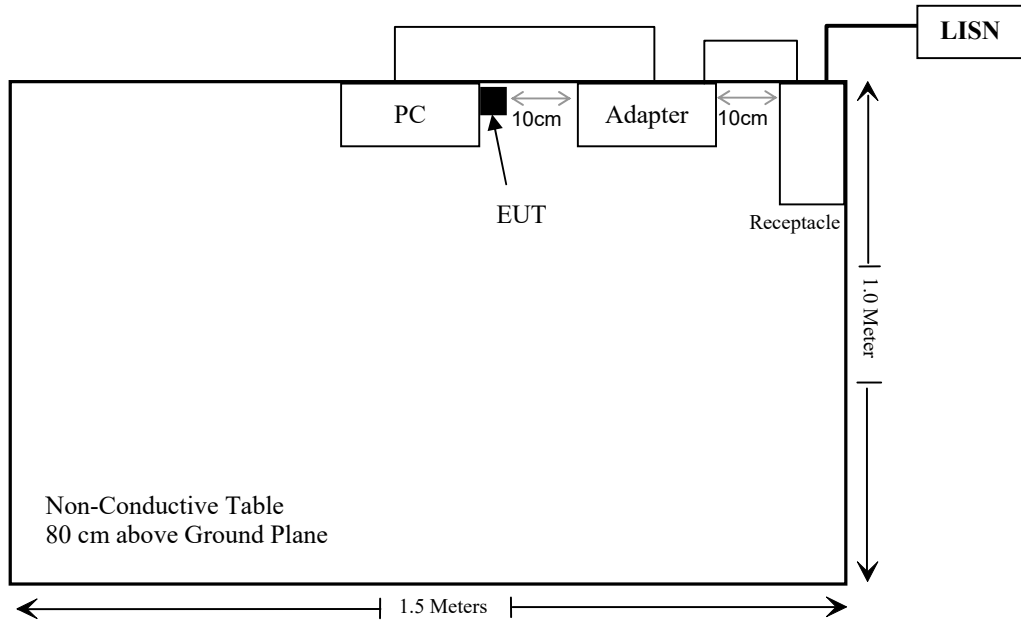 LISN
PC
10cm
Adapter
10cm
EUT
Receptacle
1.0 Meter
Non-Conductive Table
80 cm above Ground Plane
1.5 Meters